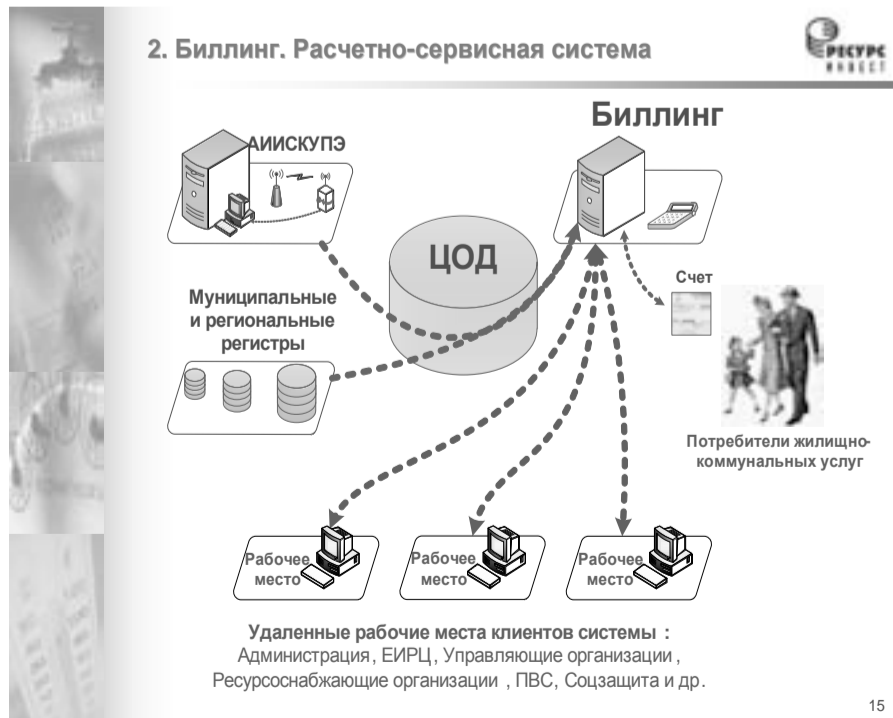 2. Биллинг. Расчетно-сервисная система
РЕСУРС
ИНВЕСТ
Биллинг
АИИСКУПЭ
ЦОД
Счет
Муниципальные
и региональные
регистры
Потребители жилищно-
коммунальных услуг
Рабочее
место
Рабочее
место
Рабочее
место
Удаленные рабочие места клиентов системы :
Администрация, ЕИРЦ, Управляющие организации,
Ресурсоснабжающие организации , ПВС, Соцзащита и др.
15